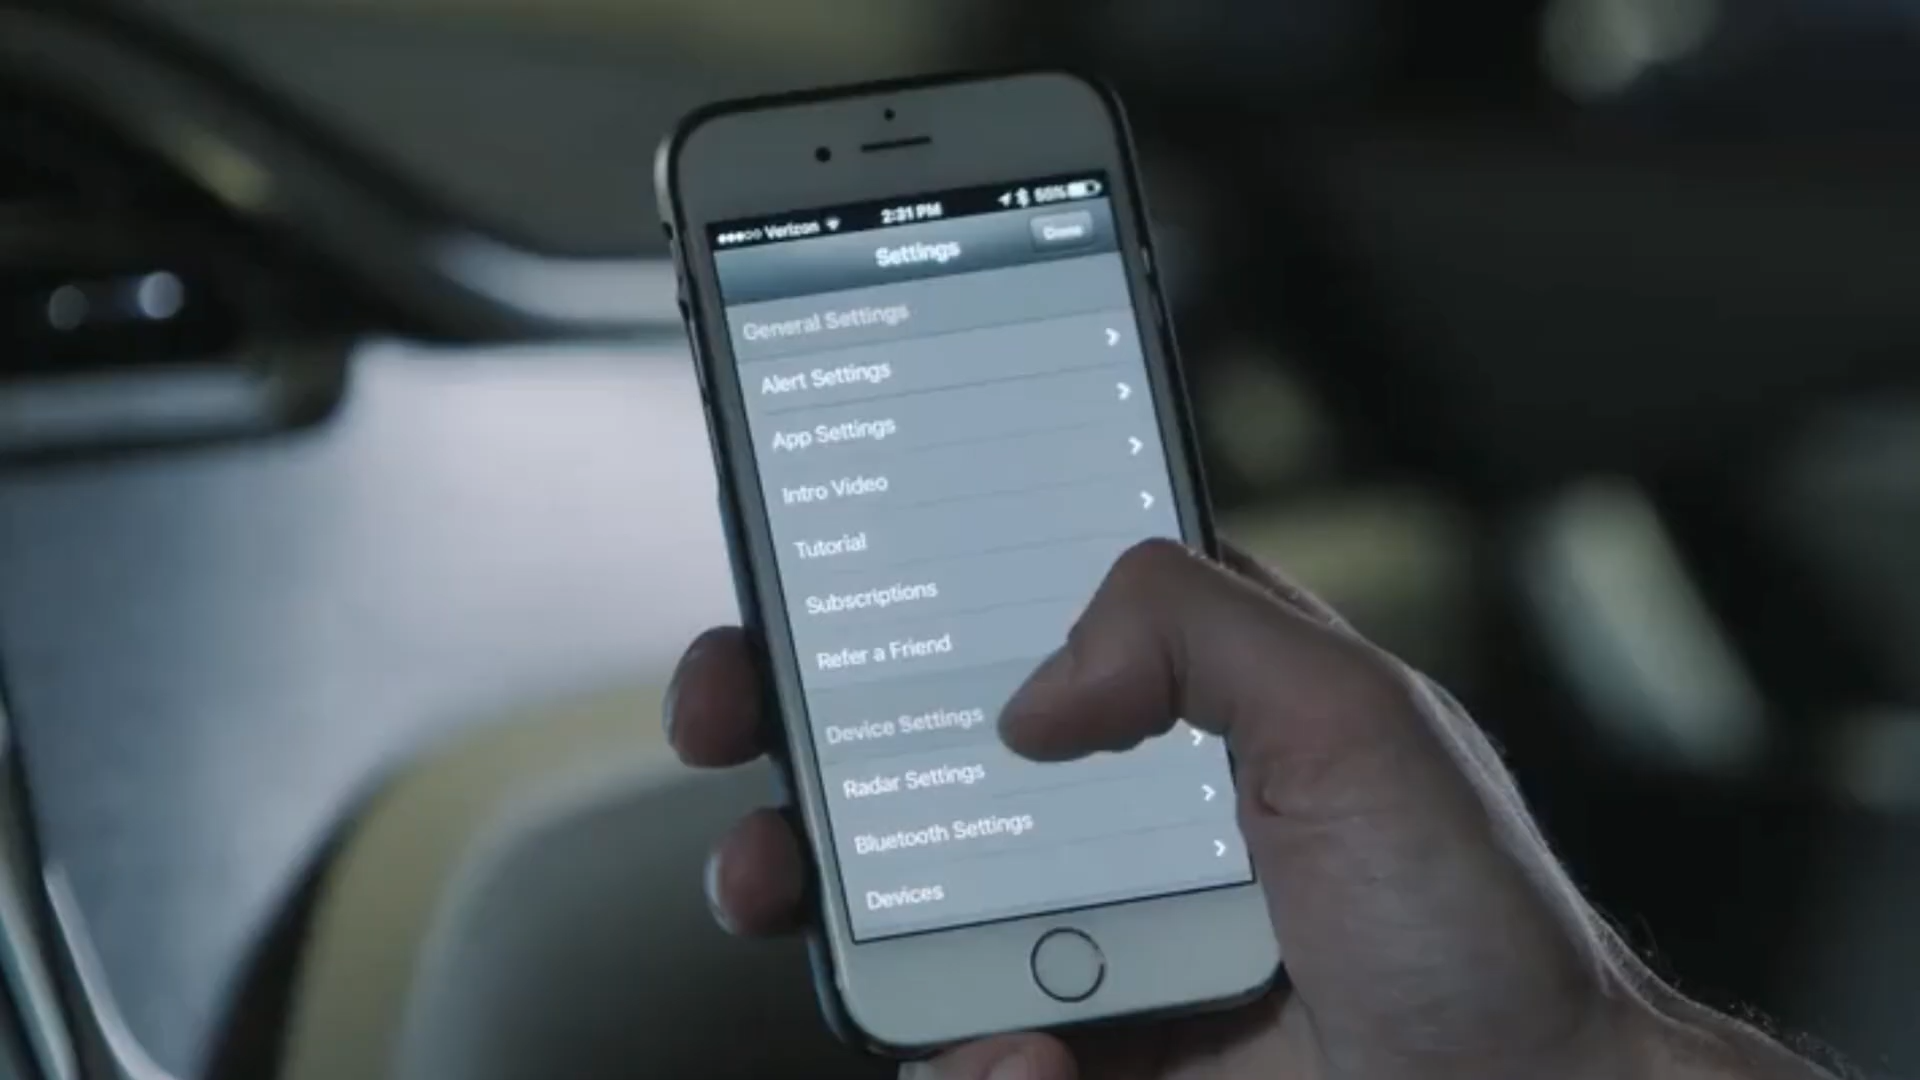 Verizon 2:31 PM 55%
Settings Done
General Settings
Alert Settings
App Settings
Intro Video
Tutorial
Subscriptions
Refer a Friend
Device Settings
Radar Settings
Bluetooth Settings
Devices